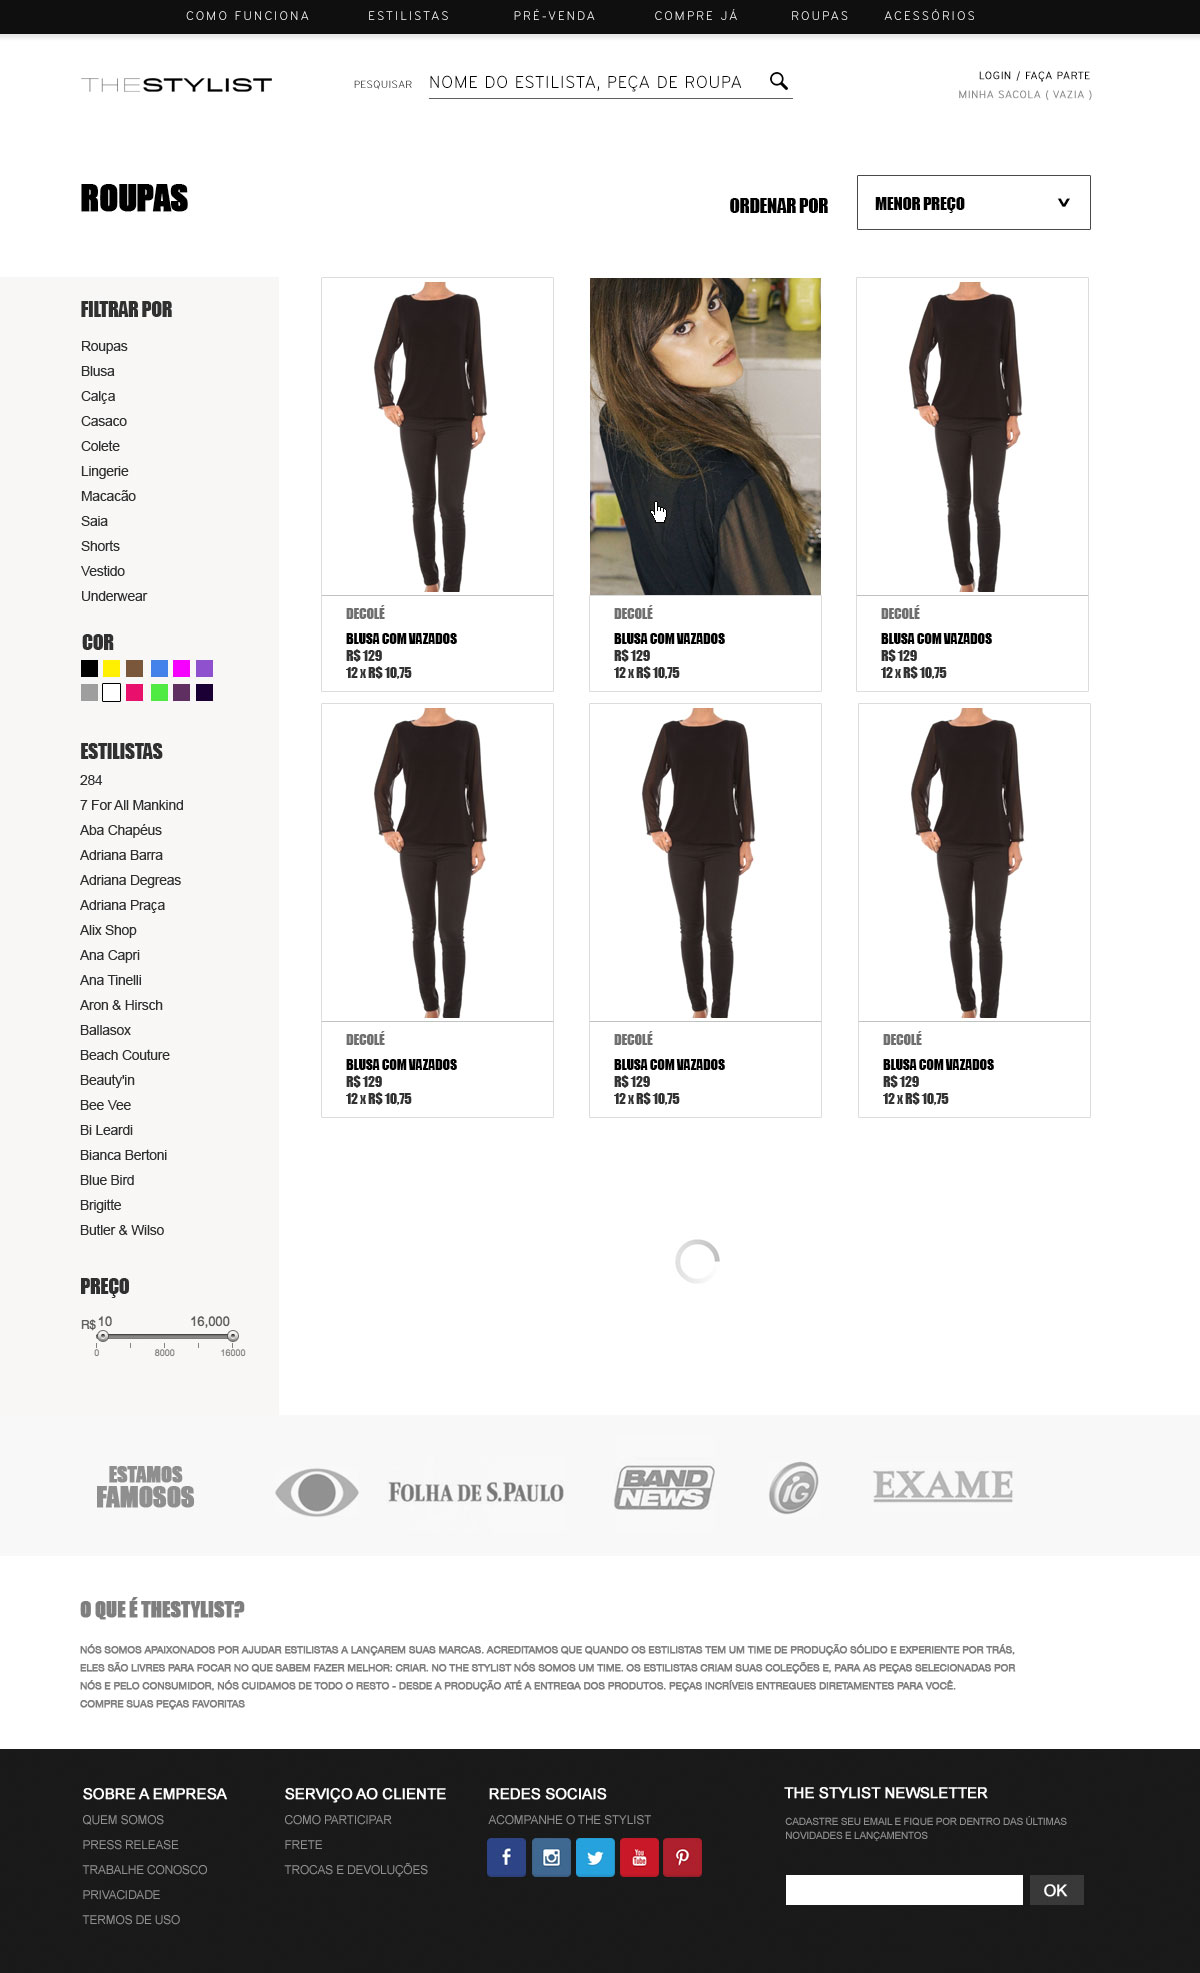 COMO FUNCIONA ESTILISTAS PRÉ-VENDA COMPRE JÁ ROUPAS ACESSÓRIOS
THESTYLIST
PESQUISAR NOME DO ESTILISTA, PEÇA DE ROUPA
LOGIN / FAÇA PARTE
MINHA SACOLA ( VAZIA )
ROUPAS
ORDENAR POR MENOR PREÇO
FILTRAR POR
Roupas
Blusa
Calça
Casaco
Colete
Lingerie
Macacão
Saia
Shorts
Vestido
Underwear
COR
ESTILISTAS
284
7 For All Mankind
Aba Chapéus
Adriana Barra
Adriana Degreas
Adriana Praça
Alix Shop
Ana Capri
Ana Tinelli
Aron & Hirsch
Ballasox
Beach Couture
Beauty'in
Bee Vee
Bi Leardi
Bianca Bertoni
Blue Bird
Brigitte
Butler & Wilso
PREÇO
R$ 10 16,000
0 8000 16000
DECOLÉ
BLUSA COM VAZADOS
R$ 129
12 x R$ 10,75
DECOLÉ
BLUSA COM VAZADOS
R$ 129
12 x R$ 10,75
DECOLÉ
BLUSA COM VAZADOS
R$ 129
12 x R$ 10,75
DECOLÉ
BLUSA COM VAZADOS
R$ 129
12 x R$ 10,75
DECOLÉ
BLUSA COM VAZADOS
R$ 129
12 x R$ 10,75
DECOLÉ
BLUSA COM VAZADOS
R$ 129
12 x R$ 10,75
ESTAMOS
FAMOSOS
FOLHA DE S.PAULO
BAND
NEWS
iG
EXAME
O QUE É THESTYLIST?
NÓS SOMOS APAIXONADOS POR AJUDAR ESTILISTAS A LANÇAREM SUAS MARCAS. ACREDITAMOS QUE QUANDO OS ESTILISTAS TEM UM TIME DE PRODUÇÃO SÓLIDO E EXPERIENTE POR TRÁS,
ELES SÃO LIVRES PARA FOCAR NO QUE SABEM FAZER MELHOR: CRIAR. NO THE STYLIST NÓS SOMOS UM TIME. OS ESTILISTAS CRIAM SUAS COLEÇÕES E, PARA AS PEÇAS SELECIONADAS POR
NÓS E PELO CONSUMIDOR, NÓS CUIDAMOS DE TODO O RESTO - DESDE A PRODUÇÃO ATÉ A ENTREGA DOS PRODUTOS. PEÇAS INCRÍVEIS ENTREGUES DIRETAMENTES PARA VOCÊ.
COMPRE SUAS PEÇAS FAVORITAS
SOBRE A EMPRESA
QUEM SOMOS
PRESS RELEASE
TRABALHE CONOSCO
PRIVACIDADE
TERMOS DE USO
SERVIÇO AO CLIENTE
COMO PARTICIPAR
FRETE
TROCAS E DEVOLUÇÕES
REDES SOCIAIS
ACOMPANHE O THE STYLIST
You
Tube
THE STYLIST NEWSLETTER
CADASTRE SEU EMAIL E FIQUE POR DENTRO DAS ÚLTIMAS
NOVIDADES E LANÇAMENTOS
OK